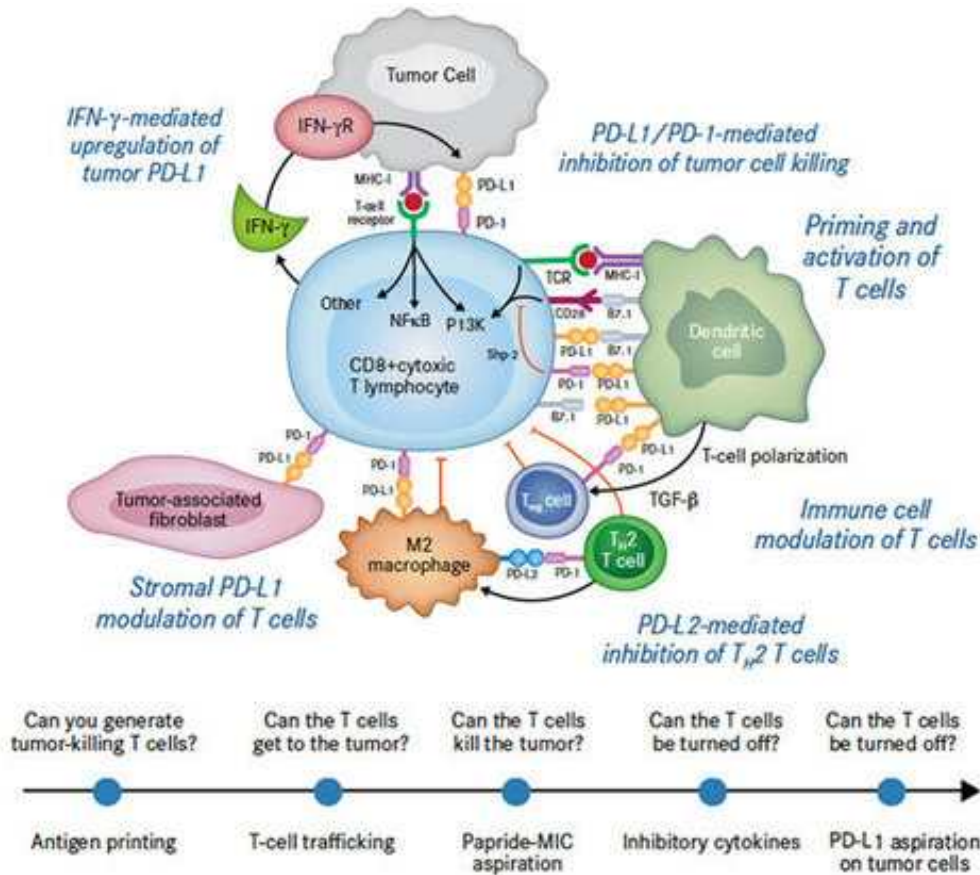 Tumor Cell
IFN-γR
IFN-γ-mediated
upregulation of
tumor PD-L1
PD-L1/PD-1-mediated
inhibition of tumor cell killing
MHC-I
T-cell
receptor
PD-L1
PD-1
IFN-γ
Priming and
activation of
T cells
TCR
MHC-I
Other
NFκB
P13K
CD28
B7.1
Shp-2
PD-L1
B7.1
Dendritic
cell
CD8+cytoxic
T lymphocyte
PD-1
PD-L1
B7.1
PD-L1
PD-1
PD-L1
PD-1
PD-L1
PD-L1
PD-1
T-cell polarization
Tumor-associated
fibroblast
Treg cell
TGF-β
M2
macrophage
TH2
T cell
PD-L2
PD-1
Immune cell
modulation of T cells
Stromal PD-L1
modulation of T cells
PD-L2-mediated
inhibition of TH2 T cells
Can you generate
tumor-killing T cells?
Can the T cells
get to the tumor?
Can the T cells
kill the tumor?
Can the T cells
be turned off?
Can the T cells
be turned off?
Antigen printing
T-cell trafficking
Papride-MIC
aspiration
Inhibitory cytokines
PD-L1 aspiration
on tumor cells